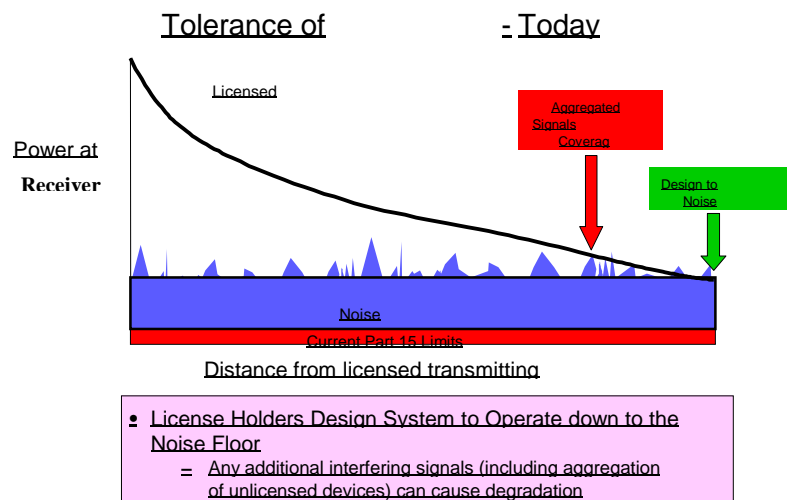 Tolerance of - Today
Licensed
Aggregated
Signals
Coverag
Power at
Receiver
Design to
Noise
Noise
Current Part 15 Limits
Distance from licensed transmitting
• License Holders Design System to Operate down to the
Noise Floor
– Any additional interfering signals (including aggregation
of unlicensed devices) can cause degradation